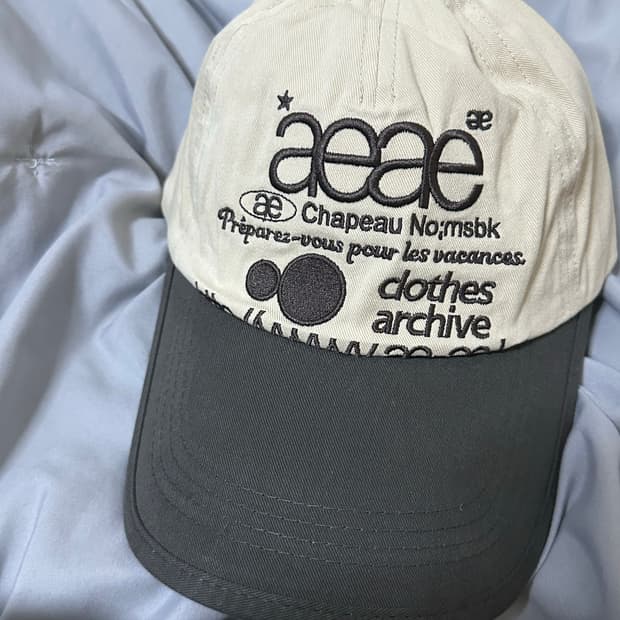 æ
aeae
æ Chapeau No;msbk
Préparez-vous pour les vacances.
clothes
archive